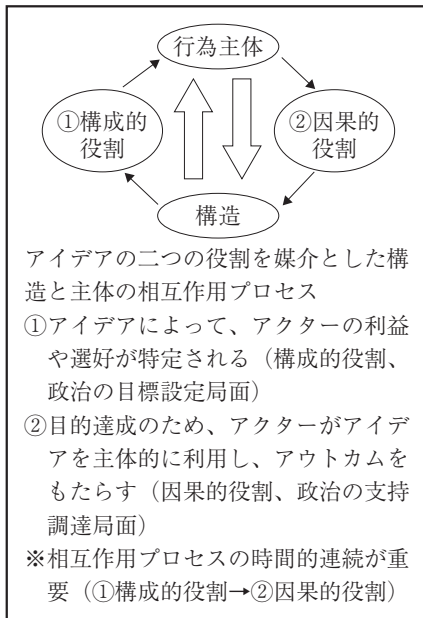 行為主体
①構成的
役割
②因果的
役割
構造
アイデアの二つの役割を媒介とした構
造と主体の相互作用プロセス
①アイデアによって、アクターの利益
や選好が特定される（構成的役割、
政治の目標設定局面）
②目的達成のため、アクターがアイデ
アを主体的に利用し、アウトカムを
もたらす（因果的役割、政治の支持
調達局面）
※相互作用プロセスの時間的連続が重
要（①構成的役割→②因果的役割）